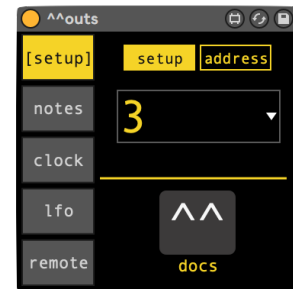 ^^outs
[setup]
setup address
notes
3
clock
lfo
^^
remote
docs